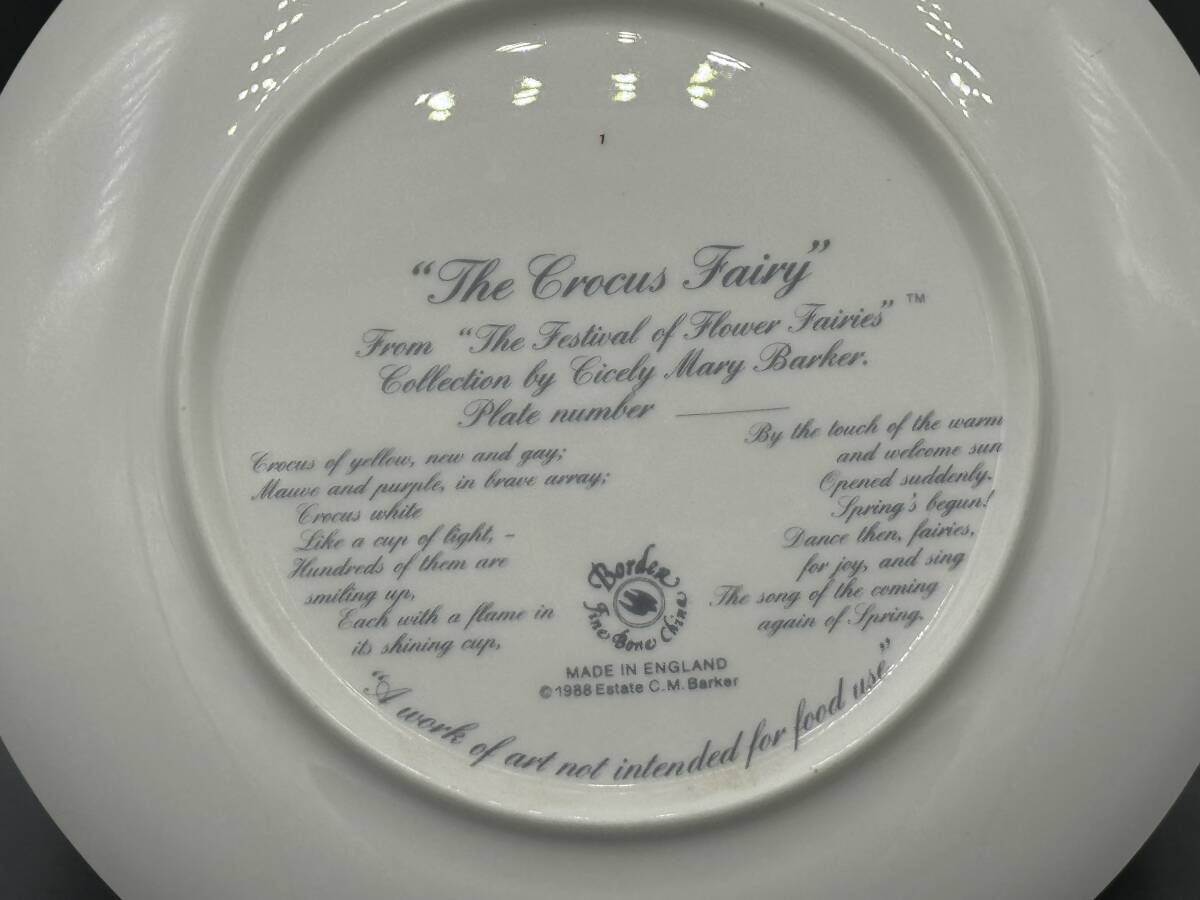 1
"The Crocus Fairy"
From "The Festival of Flower Fairies" ™
Collection by Cicely Mary Barker.
Plate number ________
Crocus of yellow, new and gay;
Mauve and purple, in brave array;
Crocus white
Like a cup of light, -
Hundreds of them are
smiling up,
Each with a flame in
its shining cup,
By the touch of the warm
and welcome sun
Opened suddenly.
Spring's begun!
Dance then, fairies,
for joy, and sing
The song of the coming
again of Spring.
Borden
Fine Bone China
MADE IN ENGLAND
©1988 Estate C.M. Barker
"A work of art not intended for food use"